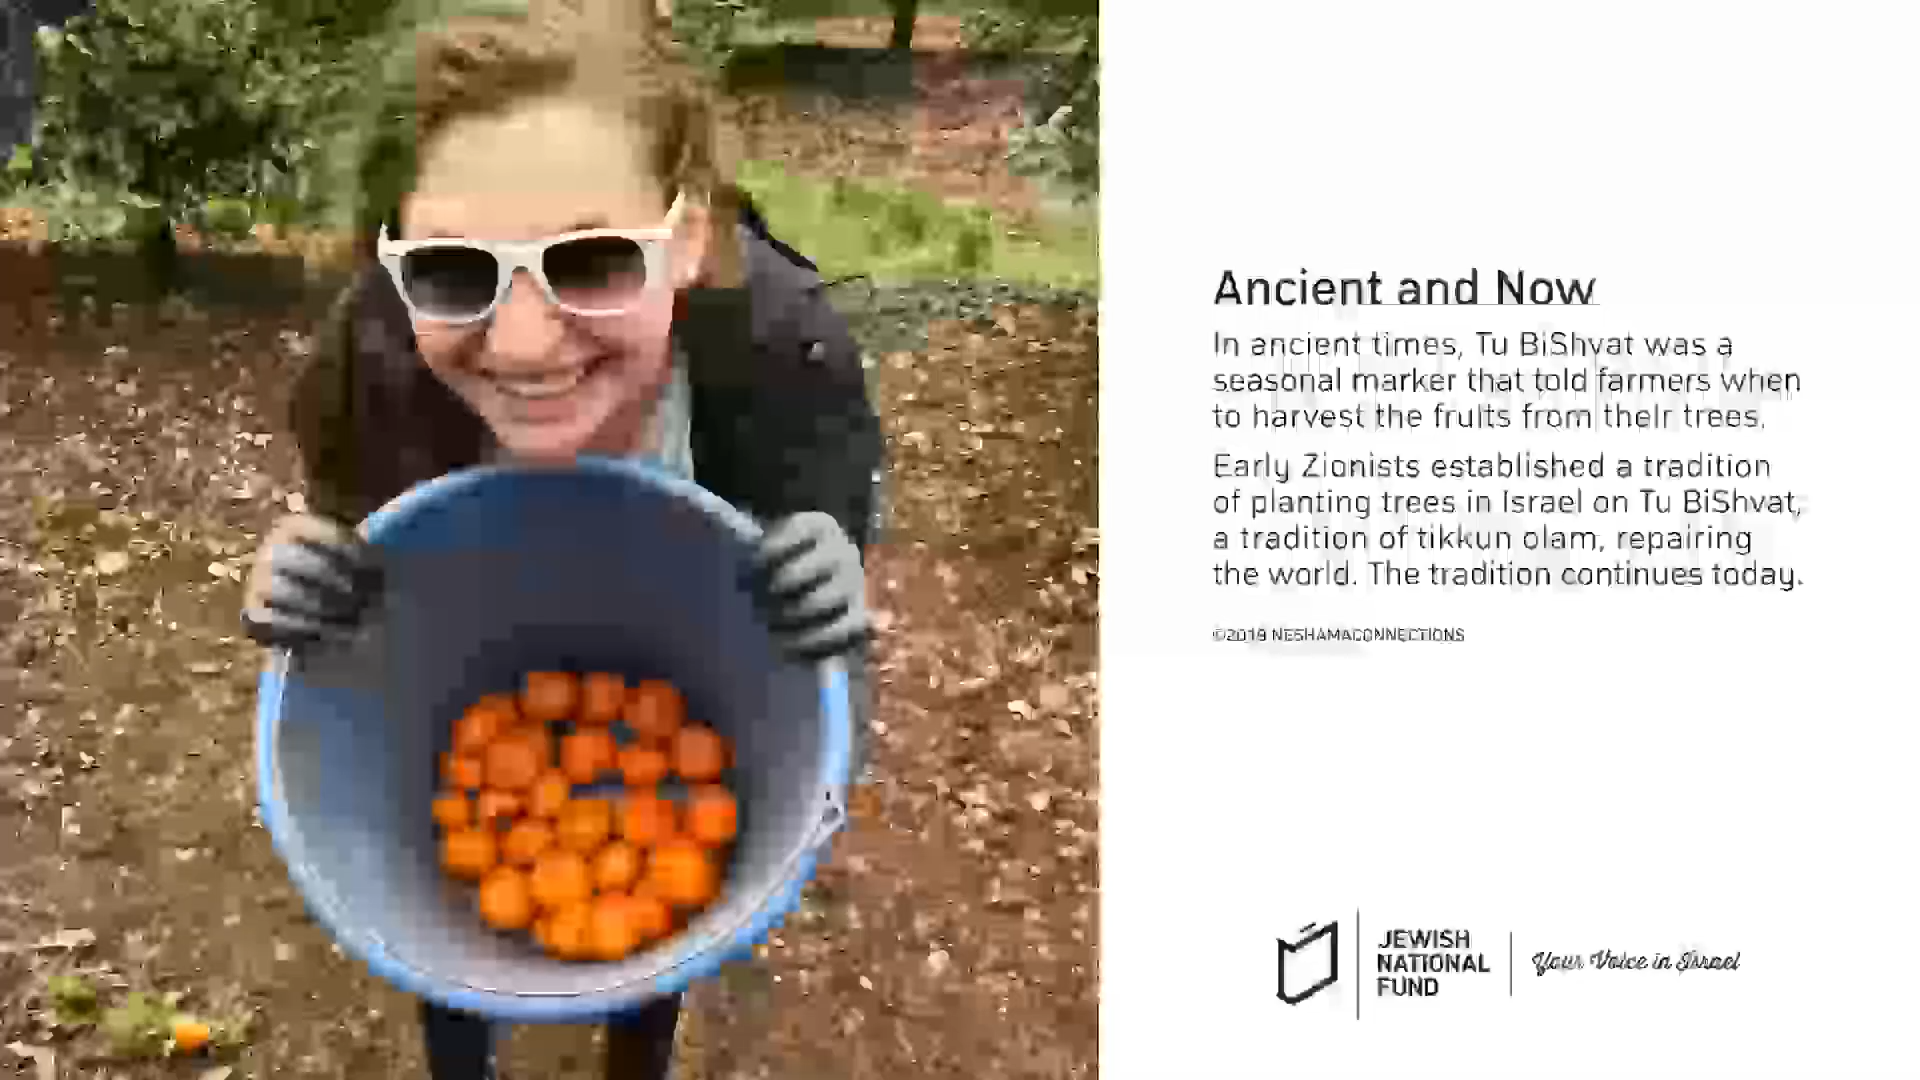 Ancient and Now
In ancient times, Tu BiShvat was a
seasonal marker that told farmers when
to harvest the fruits from their trees.
Early Zionists established a tradition
of planting trees in Israel on Tu BiShvat,
a tradition of tikkun olam, repairing
the world. The tradition continues today.
©2019 NESHAMACONNECTIONS
JEWISH
NATIONAL
FUND
Your Voice in Israel